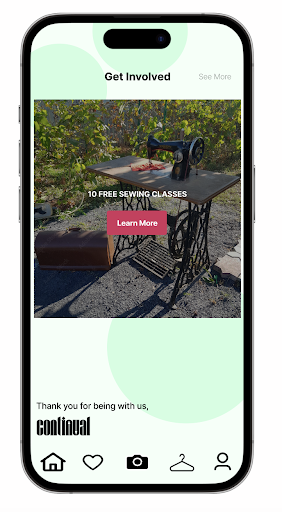 Get Involved
See More
10 FREE SEWING CLASSES
Learn More
Thank you for being with us,
continual